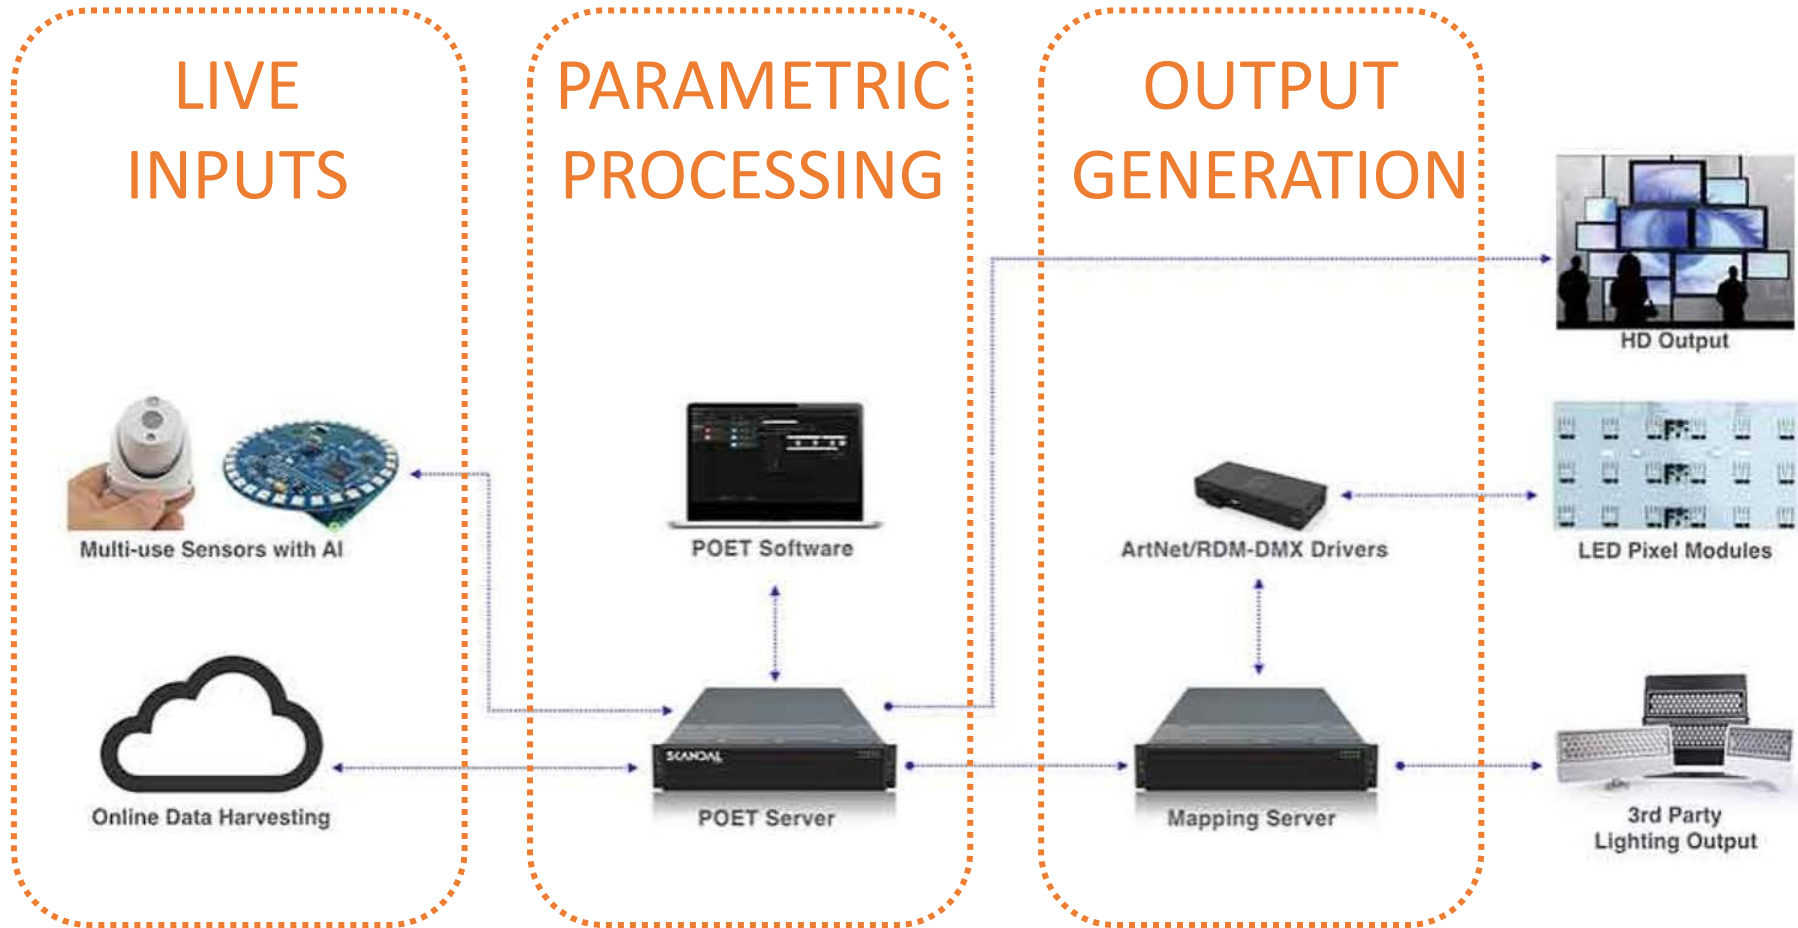 LIVE
INPUTS
PARAMETRIC
PROCESSING
OUTPUT
GENERATION
HD Output
Multi-use Sensors with AI
POET Software
ArtNet/RDM-DMX Drivers
LED Pixel Modules
SKANDAL
Online Data Harvesting
POET Server
Mapping Server
3rd Party
Lighting Output